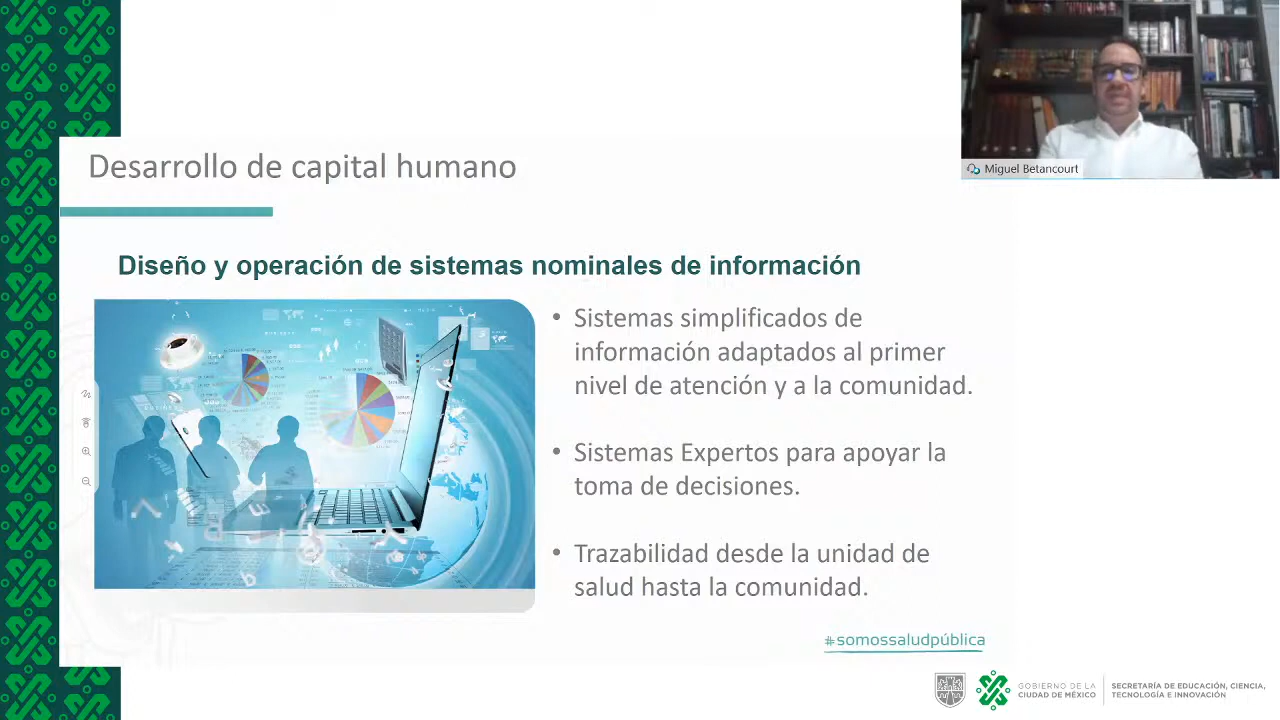 Miguel Betancourt
Desarrollo de capital humano
Diseño y operación de sistemas nominales de información
• Sistemas simplificados de
información adaptados al primer
nivel de atención y a la comunidad.
• Sistemas Expertos para apoyar la
toma de decisiones.
• Trazabilidad desde la unidad de
salud hasta la comunidad.
#somossaludpública
GOBIERNO DE LA
CIUDAD DE MÉXICO
SECRETARÍA DE EDUCACIÓN, CIENCIA,
TECNOLOGÍA E INNOVACIÓN